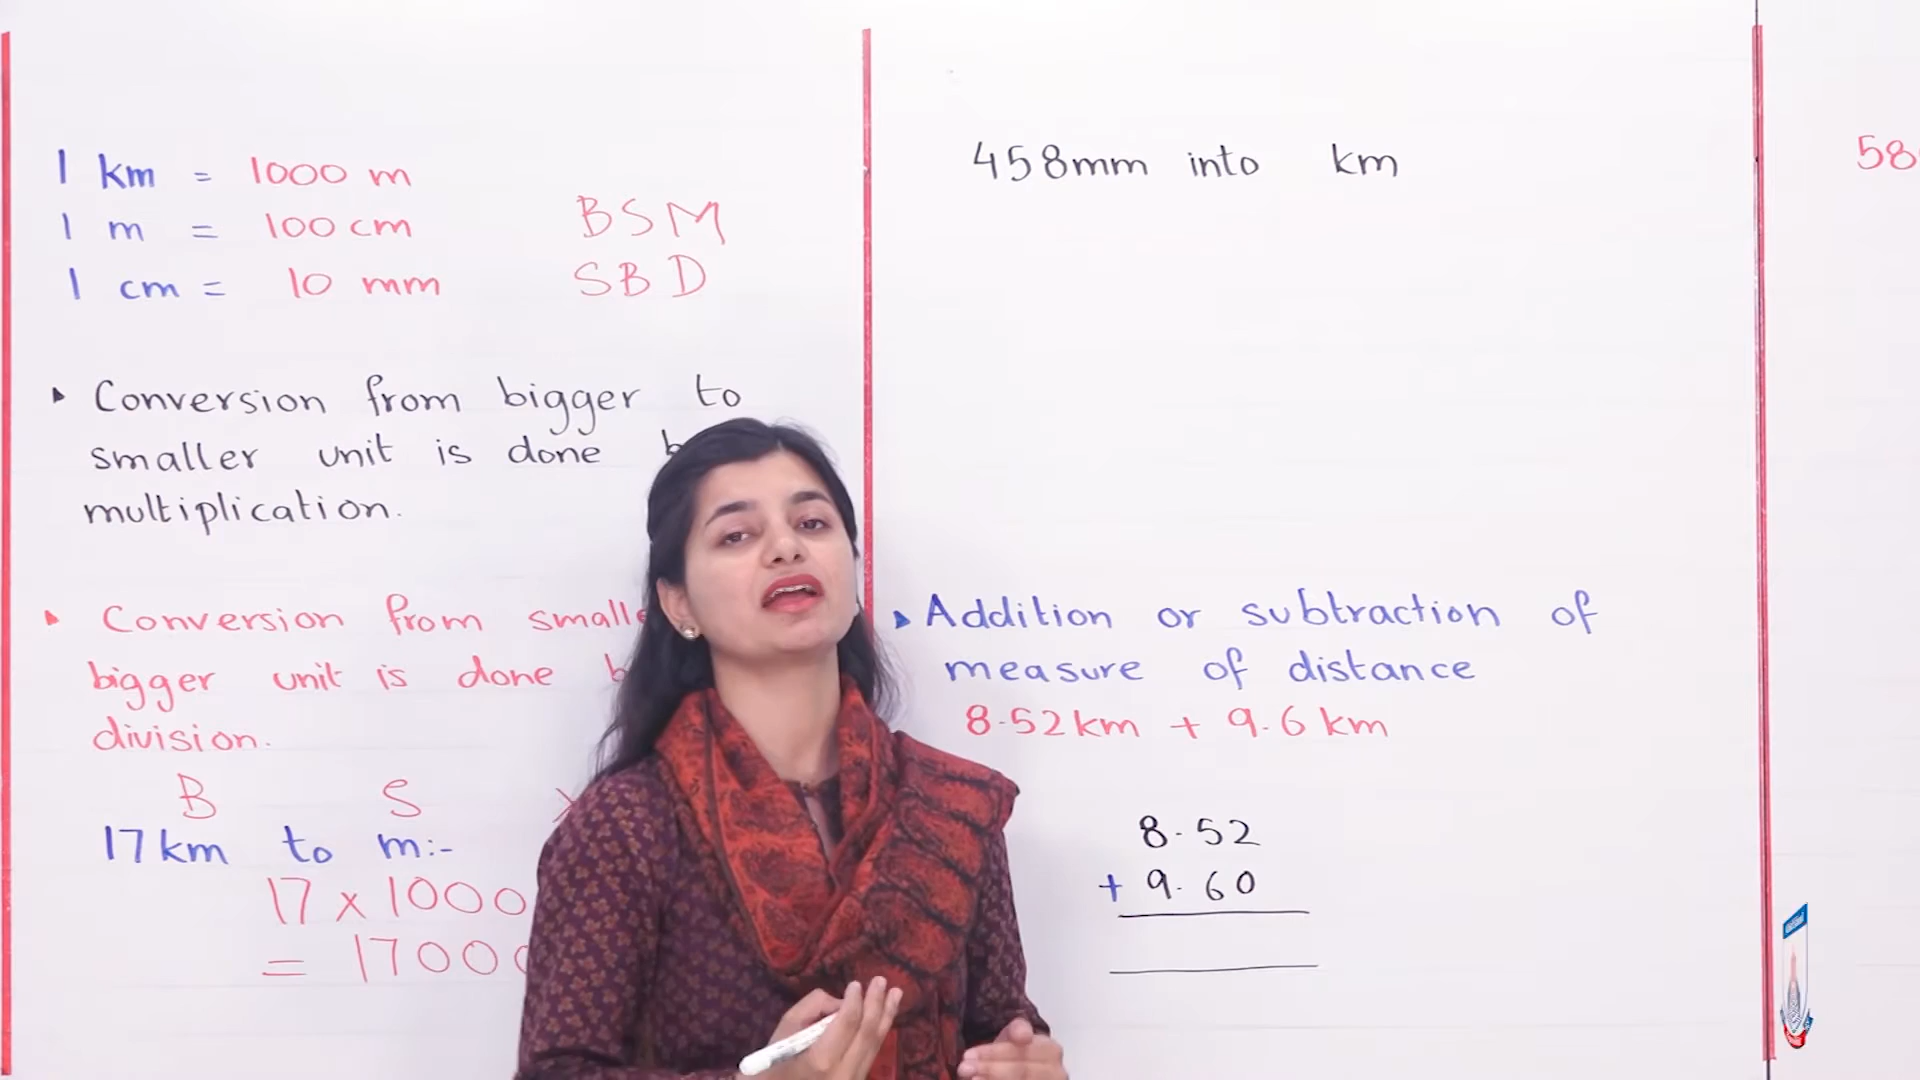 1 km = 1000 m
1 m = 100 cm
1 cm = 10 mm
BSM
SBD
Conversion from bigger to
smaller unit is done
multiplication.
Conversion from
bigger unit is done
division.
B S
17 km to m:-
17 x 1000
= 1700
458mm into km
Addition or subtraction of
measure of distance
8.52 km + 9.6 km
8.52
+ 9.60
58